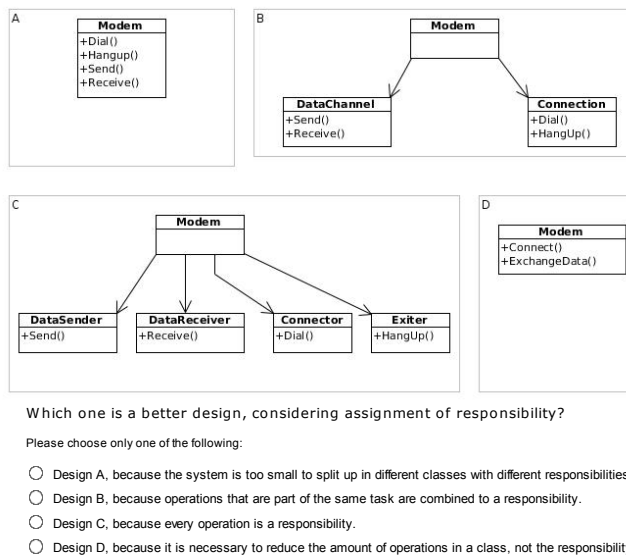 A
Modem
+Dial()
+Hangup()
+Send()
+Receive()
B
Modem
DataChannel
+Send()
+Receive()
Connection
+Dial()
+HangUp()
C
Modem
DataSender
+Send()
DataReceiver
+Receive()
Connector
+Dial()
Exiter
+HangUp()
D
Modem
+Connect()
+ExchangeData()
Which one is a better design, considering assignment of responsibility?
Please choose only one of the following:
Design A, because the system is too small to split up in different classes with different responsibilities
Design B, because operations that are part of the same task are combined to a responsibility.
Design C, because every operation is a responsibility.
Design D, because it is necessary to reduce the amount of operations in a class, not the responsibilit